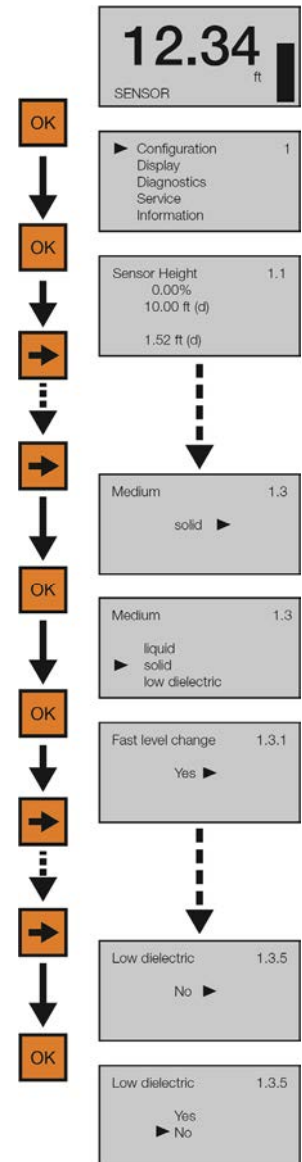 12.34
ft
SENSOR
OK
Configuration 1
Display
Diagnostics
Service
Information
OK
Sensor Height 1.1
0.00%
10.00 ft (d)
1.52 ft (d)
Medium 1.3
solid
OK
Medium 1.3
liquid
solid
low dielectric
OK
Fast level change 1.3.1
Yes
Low dielectric 1.3.5
No
OK
Low dielectric 1.3.5
Yes
No